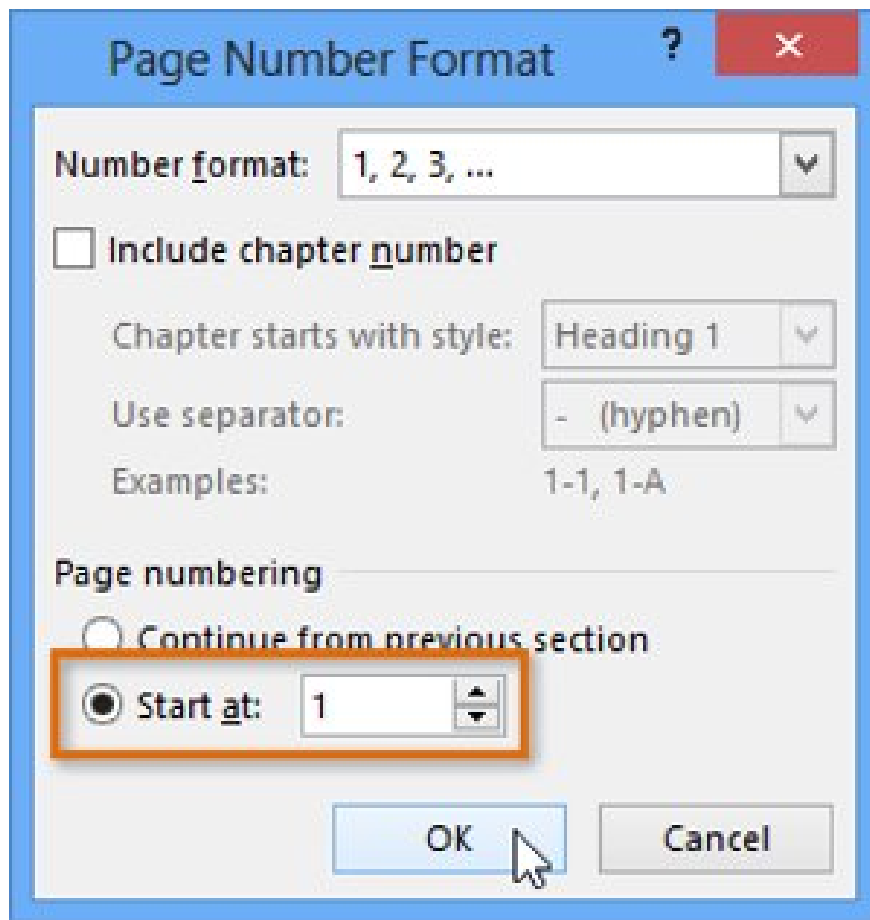 Page Number Format ?
Number format: 1, 2, 3, ...
Include chapter number
Chapter starts with style: Heading 1
Use separator: - (hyphen)
Examples: 1-1, 1-A
Page numbering
Continue from previous section
Start at: 1
OK Cancel